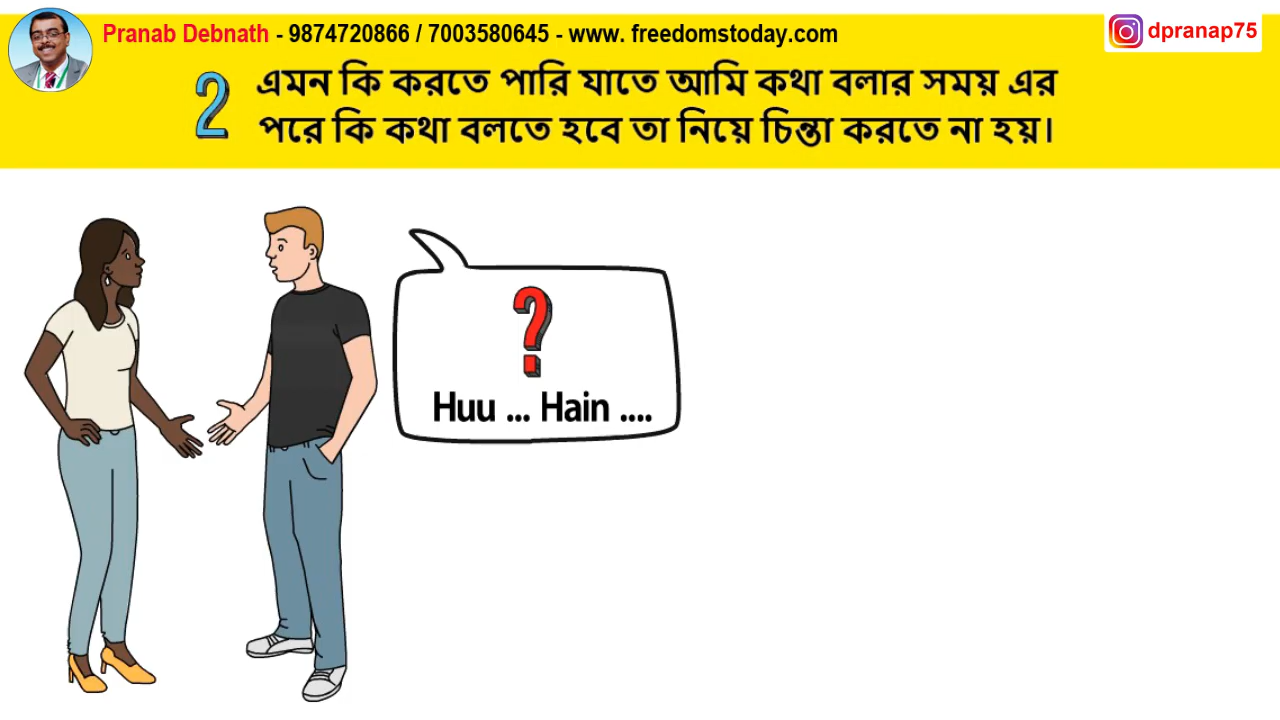 Pranab Debnath - 9874720866 / 7003580645 - www. freedomstoday.com
dpranap75
2 এমন কি করতে পারি যাতে আমি কথা বলার সময় এর
পরে কি কথা বলতে হবে তা নিয়ে চিন্তা করতে না হয়।
?
Huu ... Hain ....